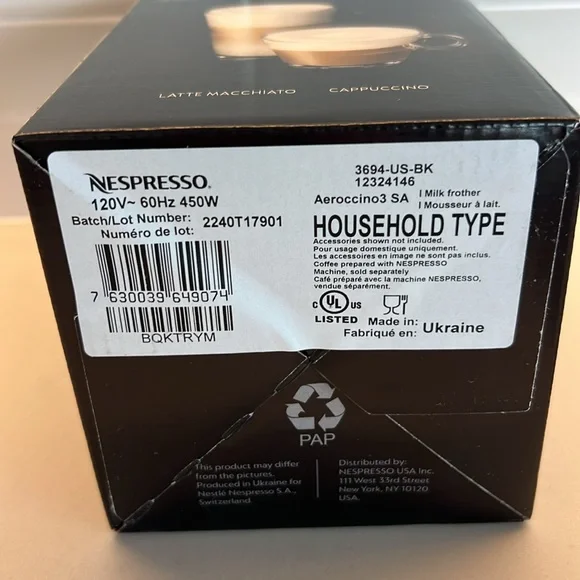 LATTE MACCHIATO
CAPPUCCINO
NESPRESSO.
120V~ 60Hz 450W
Batch/Lot Number: 2240T17901
Numéro de lot:
7 630039 649074
BQKTRYM
3694-US-BK
12324146
Aeroccino3 SA
I Milk frother
I Mousseur à lait.
HOUSEHOLD TYPE
Accessories shown not included.
Pour usage domestique uniquement.
Les accessoires en image ne sont pas inclus.
Coffee prepared with NESPRESSO
Machine, sold separately
Café préparé avec la machine NESPRESSO,
vendue séparément.
c UL us
LISTED
Made in: Ukraine
Fabriqué en:
PAP
This product may differ
from the pictures.
Produced in Ukraine for
Nestlé Nespresso S.A.,
Switzerland.
Distributed by:
NESPRESSO USA Inc.
111 West 33rd Street
New York, NY 10120
USA.